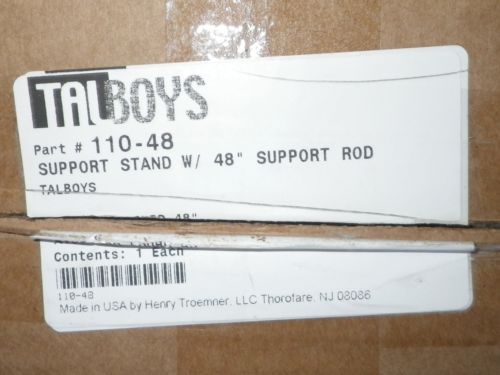 TALBOYS
Part # 110-48
SUPPORT STAND W/ 48" SUPPORT ROD
TALBOYS
48"
Contents: 1 Each
110-48
Made in USA by Henry Troemner, LLC Thorofare, NJ 08086